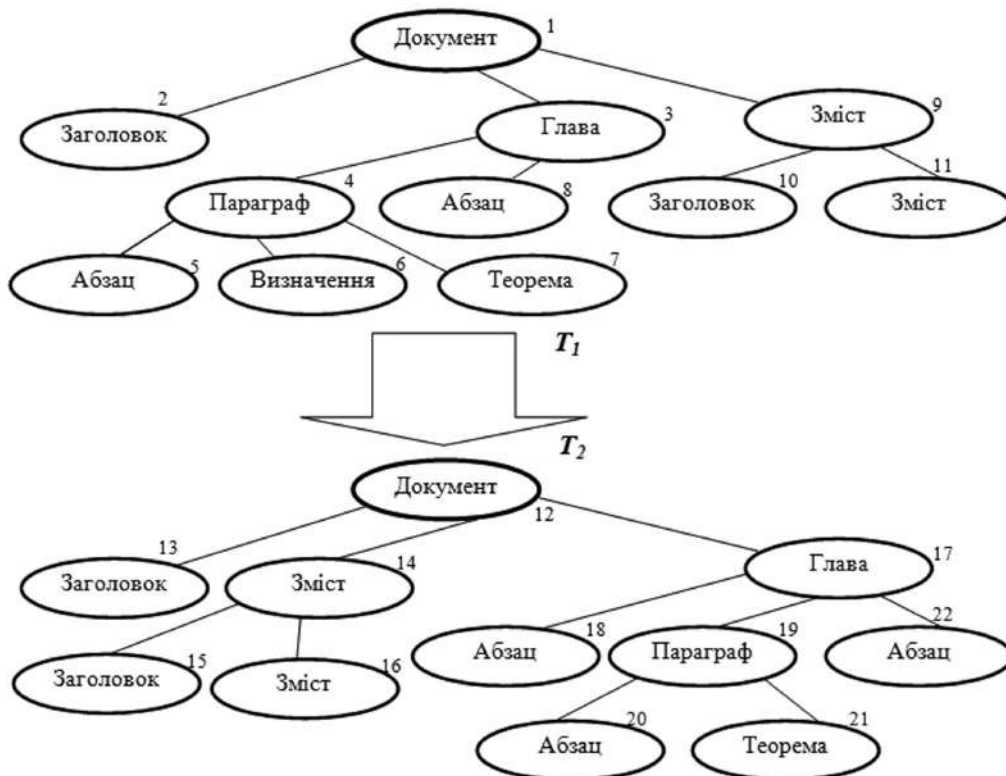 Документ 1
2 Заголовок
Глава 3
Зміст 9
Параграф 4
Абзац 8
Заголовок 10
11 Зміст
Абзац 5
Визначення 6
Теорема 7
T1
T2
Документ 12
13 Заголовок
Зміст 14
Глава 17
Заголовок 15
Зміст 16
Абзац 18
Параграф 19
22 Абзац
Абзац 20
Теорема 21